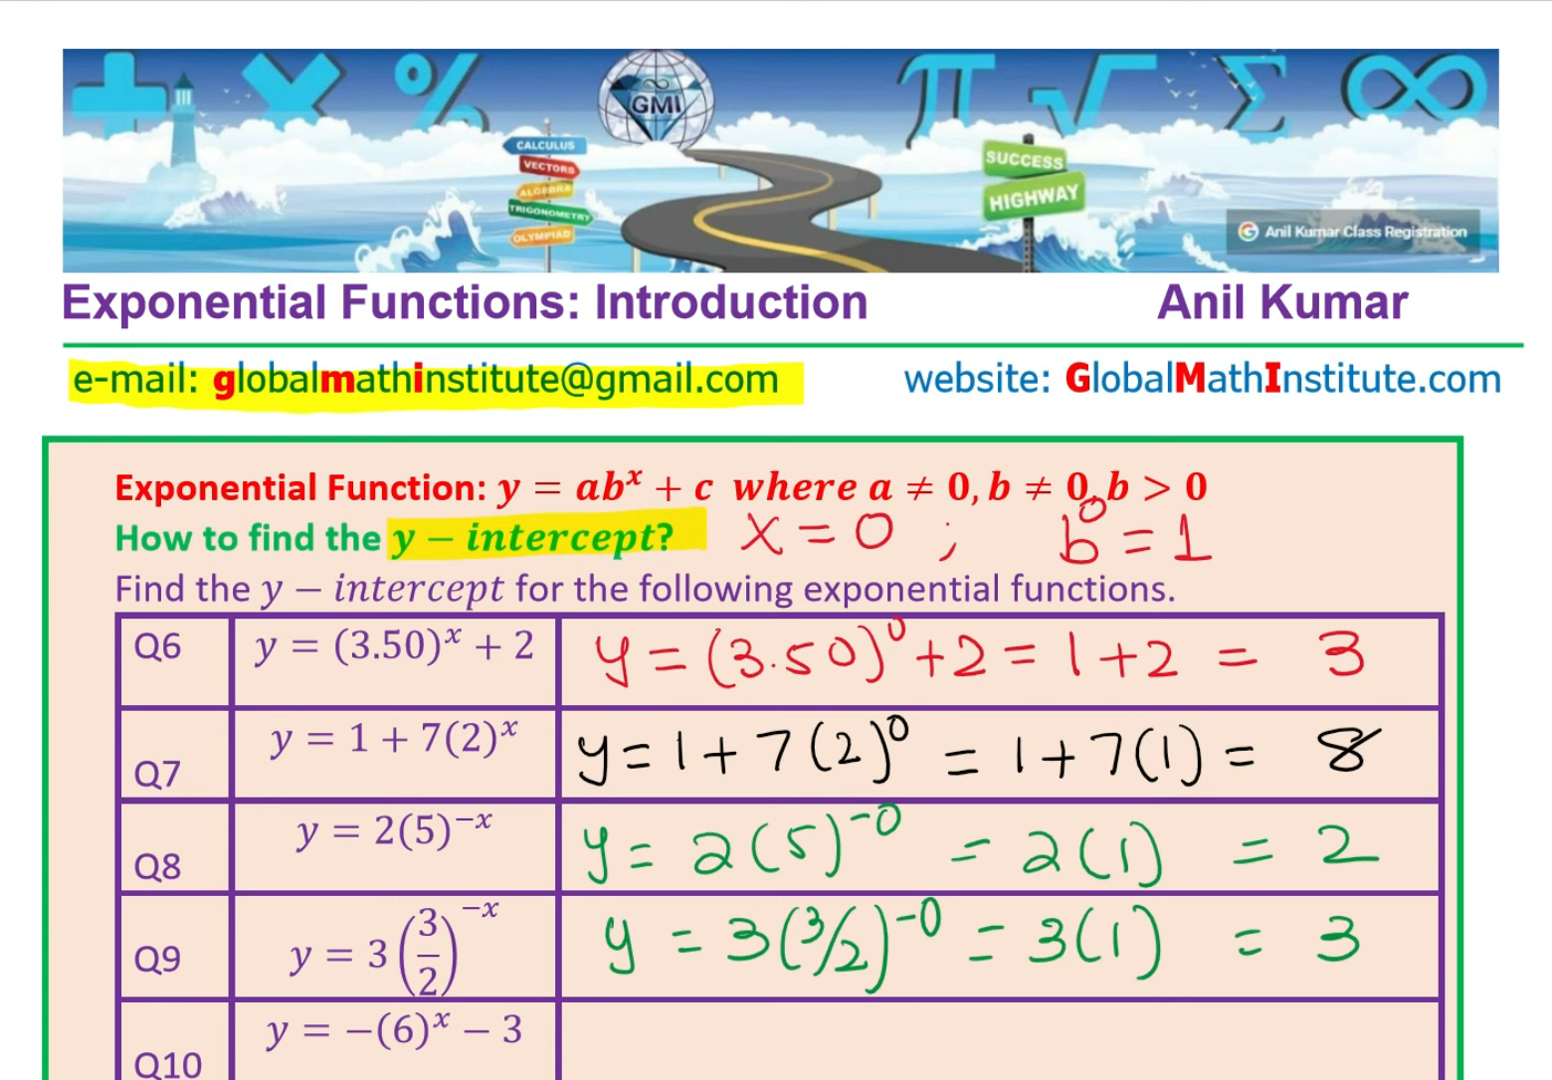 GMI
CALCULUS
VECTORS
ALGEBRA
TRIGONOMETRY
OLYMPIAD
SUCCESS
HIGHWAY
Anil Kumar Class Registration
Exponential Functions: Introduction Anil Kumar
e-mail: globalmathinstitute@gmail.com website: GlobalMathInstitute.com
Exponential Function: y = abˣ + c where a ≠ 0, b ≠ 0, b > 0
How to find the y − intercept? x = 0 ; b⁰ = 1
Find the y − intercept for the following exponential functions.
Q6 y = (3.50)ˣ + 2 y = (3.50)⁰ + 2 = 1 + 2 = 3
Q7 y = 1 + 7(2)ˣ y = 1 + 7(2)⁰ = 1 + 7(1) = 8
Q8 y = 2(5)⁻ˣ y = 2(5)⁻⁰ = 2(1) = 2
Q9 y = 3(3/2)⁻ˣ y = 3(3/2)⁻⁰ = 3(1) = 3
Q10 y = −(6)ˣ − 3